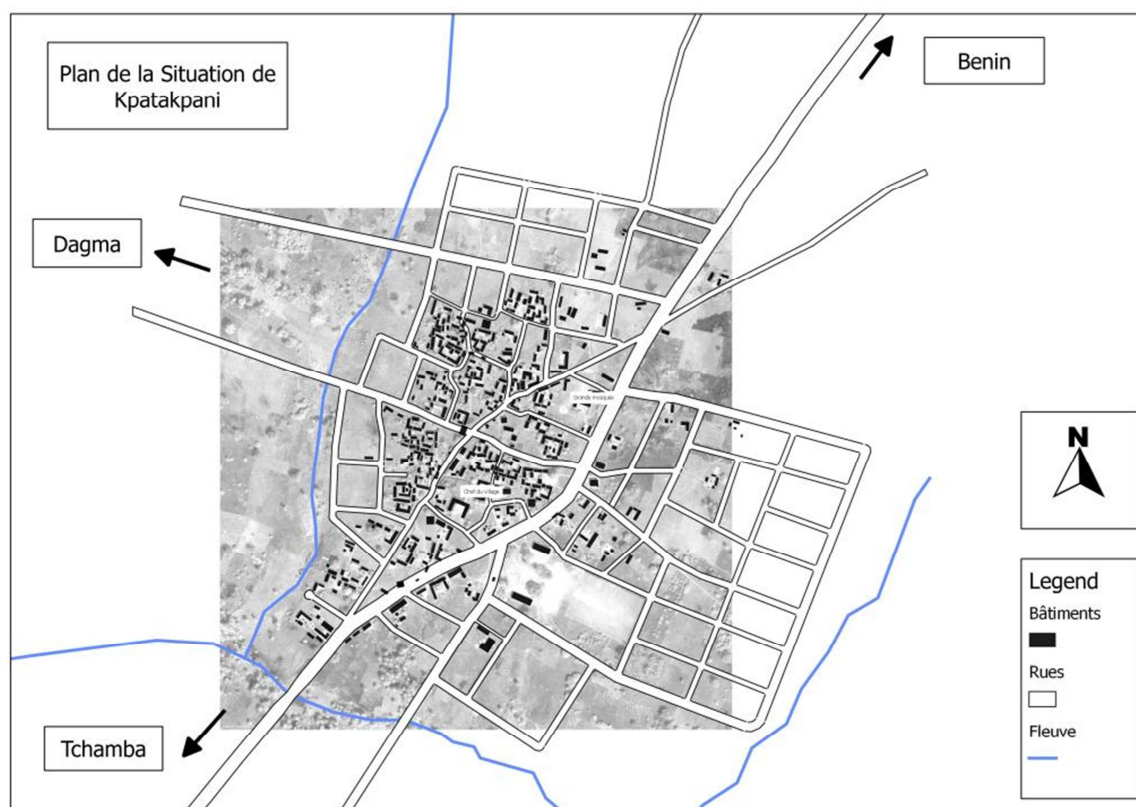 Plan de la Situation de
Kpatakpani
Benin
Dagma
Grande mosquée
Chef du village
N
Tchamba
Legend
Bâtiments
Rues
Fleuve